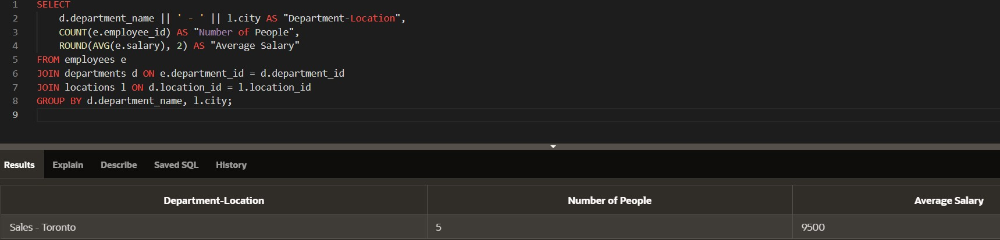 1 SELECT
2 d.department_name || ' - ' || l.city AS "Department-Location",
3 COUNT(e.employee_id) AS "Number of People",
4 ROUND(AVG(e.salary), 2) AS "Average Salary"
5 FROM employees e
6 JOIN departments d ON e.department_id = d.department_id
7 JOIN locations l ON d.location_id = l.location_id
8 GROUP BY d.department_name, l.city;
9
Results Explain Describe Saved SQL History
Department-Location Number of People Average Salary
Sales - Toronto 5 9500